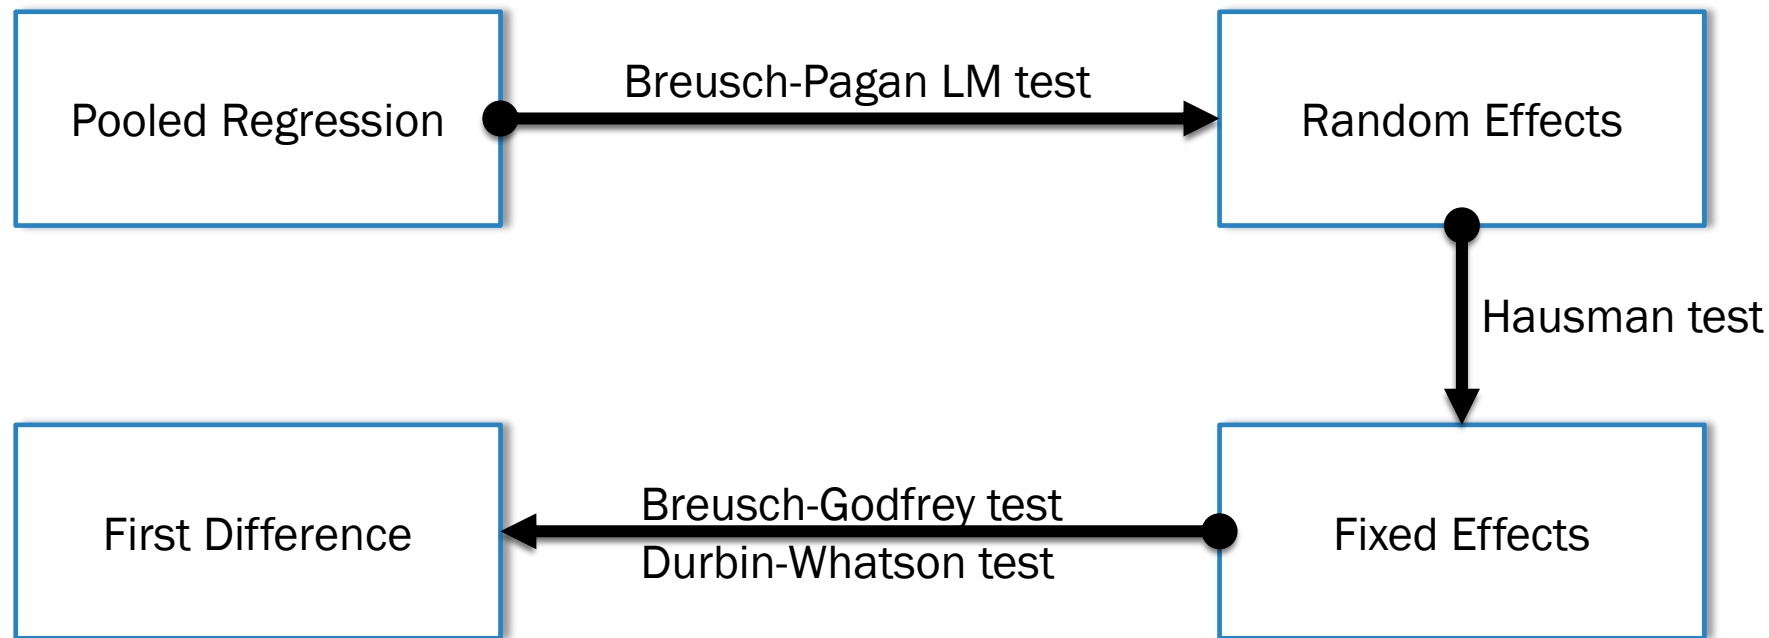 Pooled Regression
Breusch-Pagan LM test
Random Effects
Hausman test
First Difference
Breusch-Godfrey test
Durbin-Whatson test
Fixed Effects